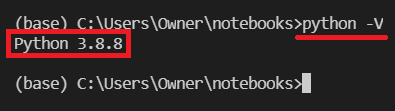 (base) C:\Users\Owner\notebooks>python -V
Python 3.8.8
(base) C:\Users\Owner\notebooks>